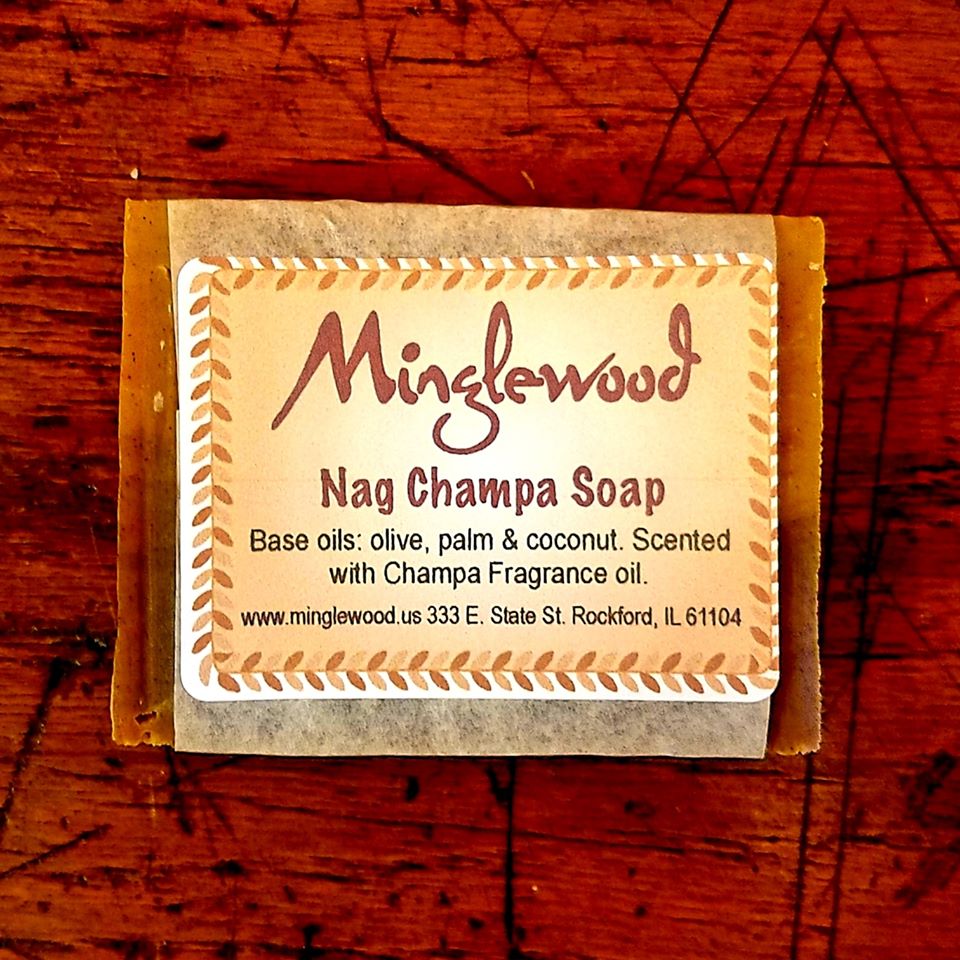 Minglewood
Nag Champa Soap
Base oils: olive, palm & coconut. Scented
with Champa Fragrance oil.
www.minglewood.us 333 E. State St. Rockford, IL 61104